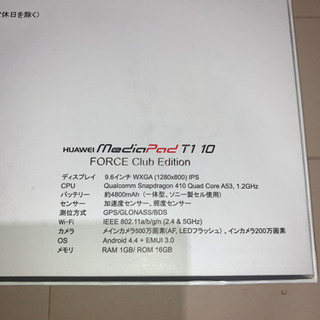 休日を除く)
HUAWEI MediaPad T1 10
FORCE Club Edition
ディスプレイ 9.6インチ WXGA (1280x800) IPS
CPU Qualcomm Snapdragon 410 Quad Core A53, 1.2GHz
バッテリー 約4800mAh (一体型、ソニー製セル使用)
センサー 加速度センサー、照度センサー
測位方式 GPS/GLONASS/BDS
Wi-Fi IEEE 802.11a/b/g/n (2.4 & 5GHz)
カメラ メインカメラ500万画素(AF, LEDフラッシュ)、インカメラ200万画素
OS Android 4.4 + EMUI 3.0
メモリ RAM 1GB/ ROM 16GB